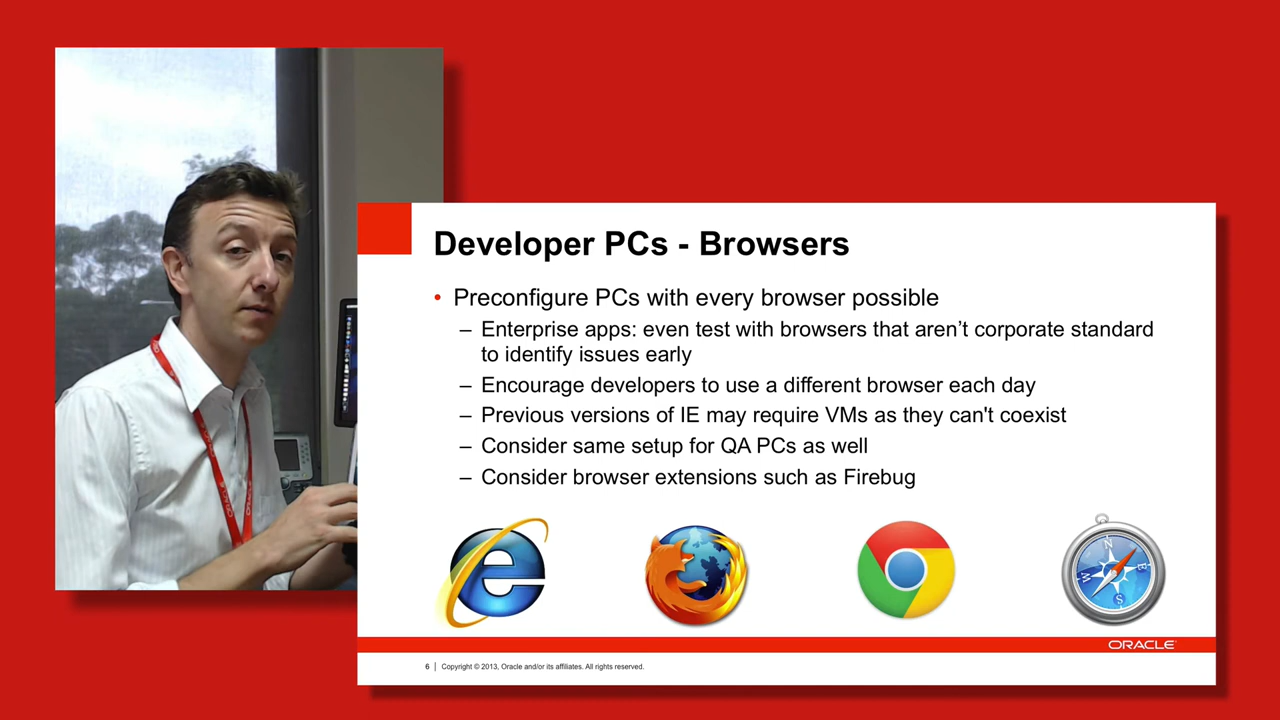 Developer PCs - Browsers
• Preconfigure PCs with every browser possible
– Enterprise apps: even test with browsers that aren’t corporate standard
to identify issues early
– Encourage developers to use a different browser each day
– Previous versions of IE may require VMs as they can't coexist
– Consider same setup for QA PCs as well
– Consider browser extensions such as Firebug
N
E
S
W
ORACLE
6 | Copyright © 2013, Oracle and/or its affiliates. All rights reserved.
ORACLE